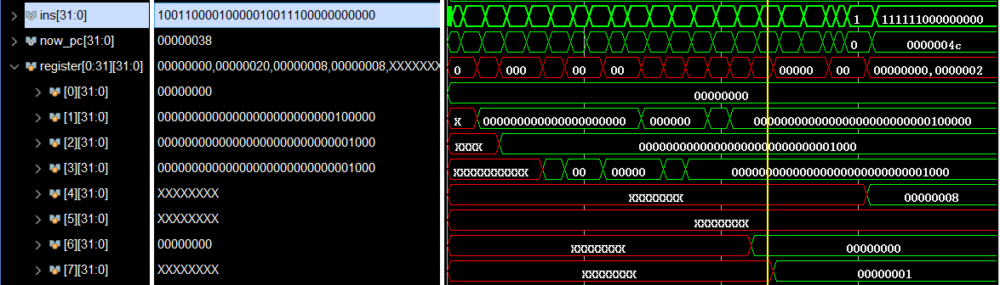 ins[31:0] 10011000010000010011100000000000 1 111111000000000
now_pc[31:0] 00000038 0 0000004c
register[0:31][31:0] 00000000,00000020,00000008,00000008,XXXXXXX 0 000 00 00 00000 00 00000000,0000002
[0][31:0] 00000000 00000000
[1][31:0] 00000000000000000000000000100000 X 000000000000000000000 000000 00000000000000000000000000100000
[2][31:0] 00000000000000000000000000001000 XXXX 00000000000000000000000000001000
[3][31:0] 00000000000000000000000000001000 XXXXXXXXXXX 00 00000 00000000000000000000000000001000
[4][31:0] XXXXXXXX XXXXXXXX 00000008
[5][31:0] XXXXXXXX XXXXXXXX
[6][31:0] 00000000 XXXXXXXX 00000000
[7][31:0] XXXXXXXX XXXXXXXX 00000001